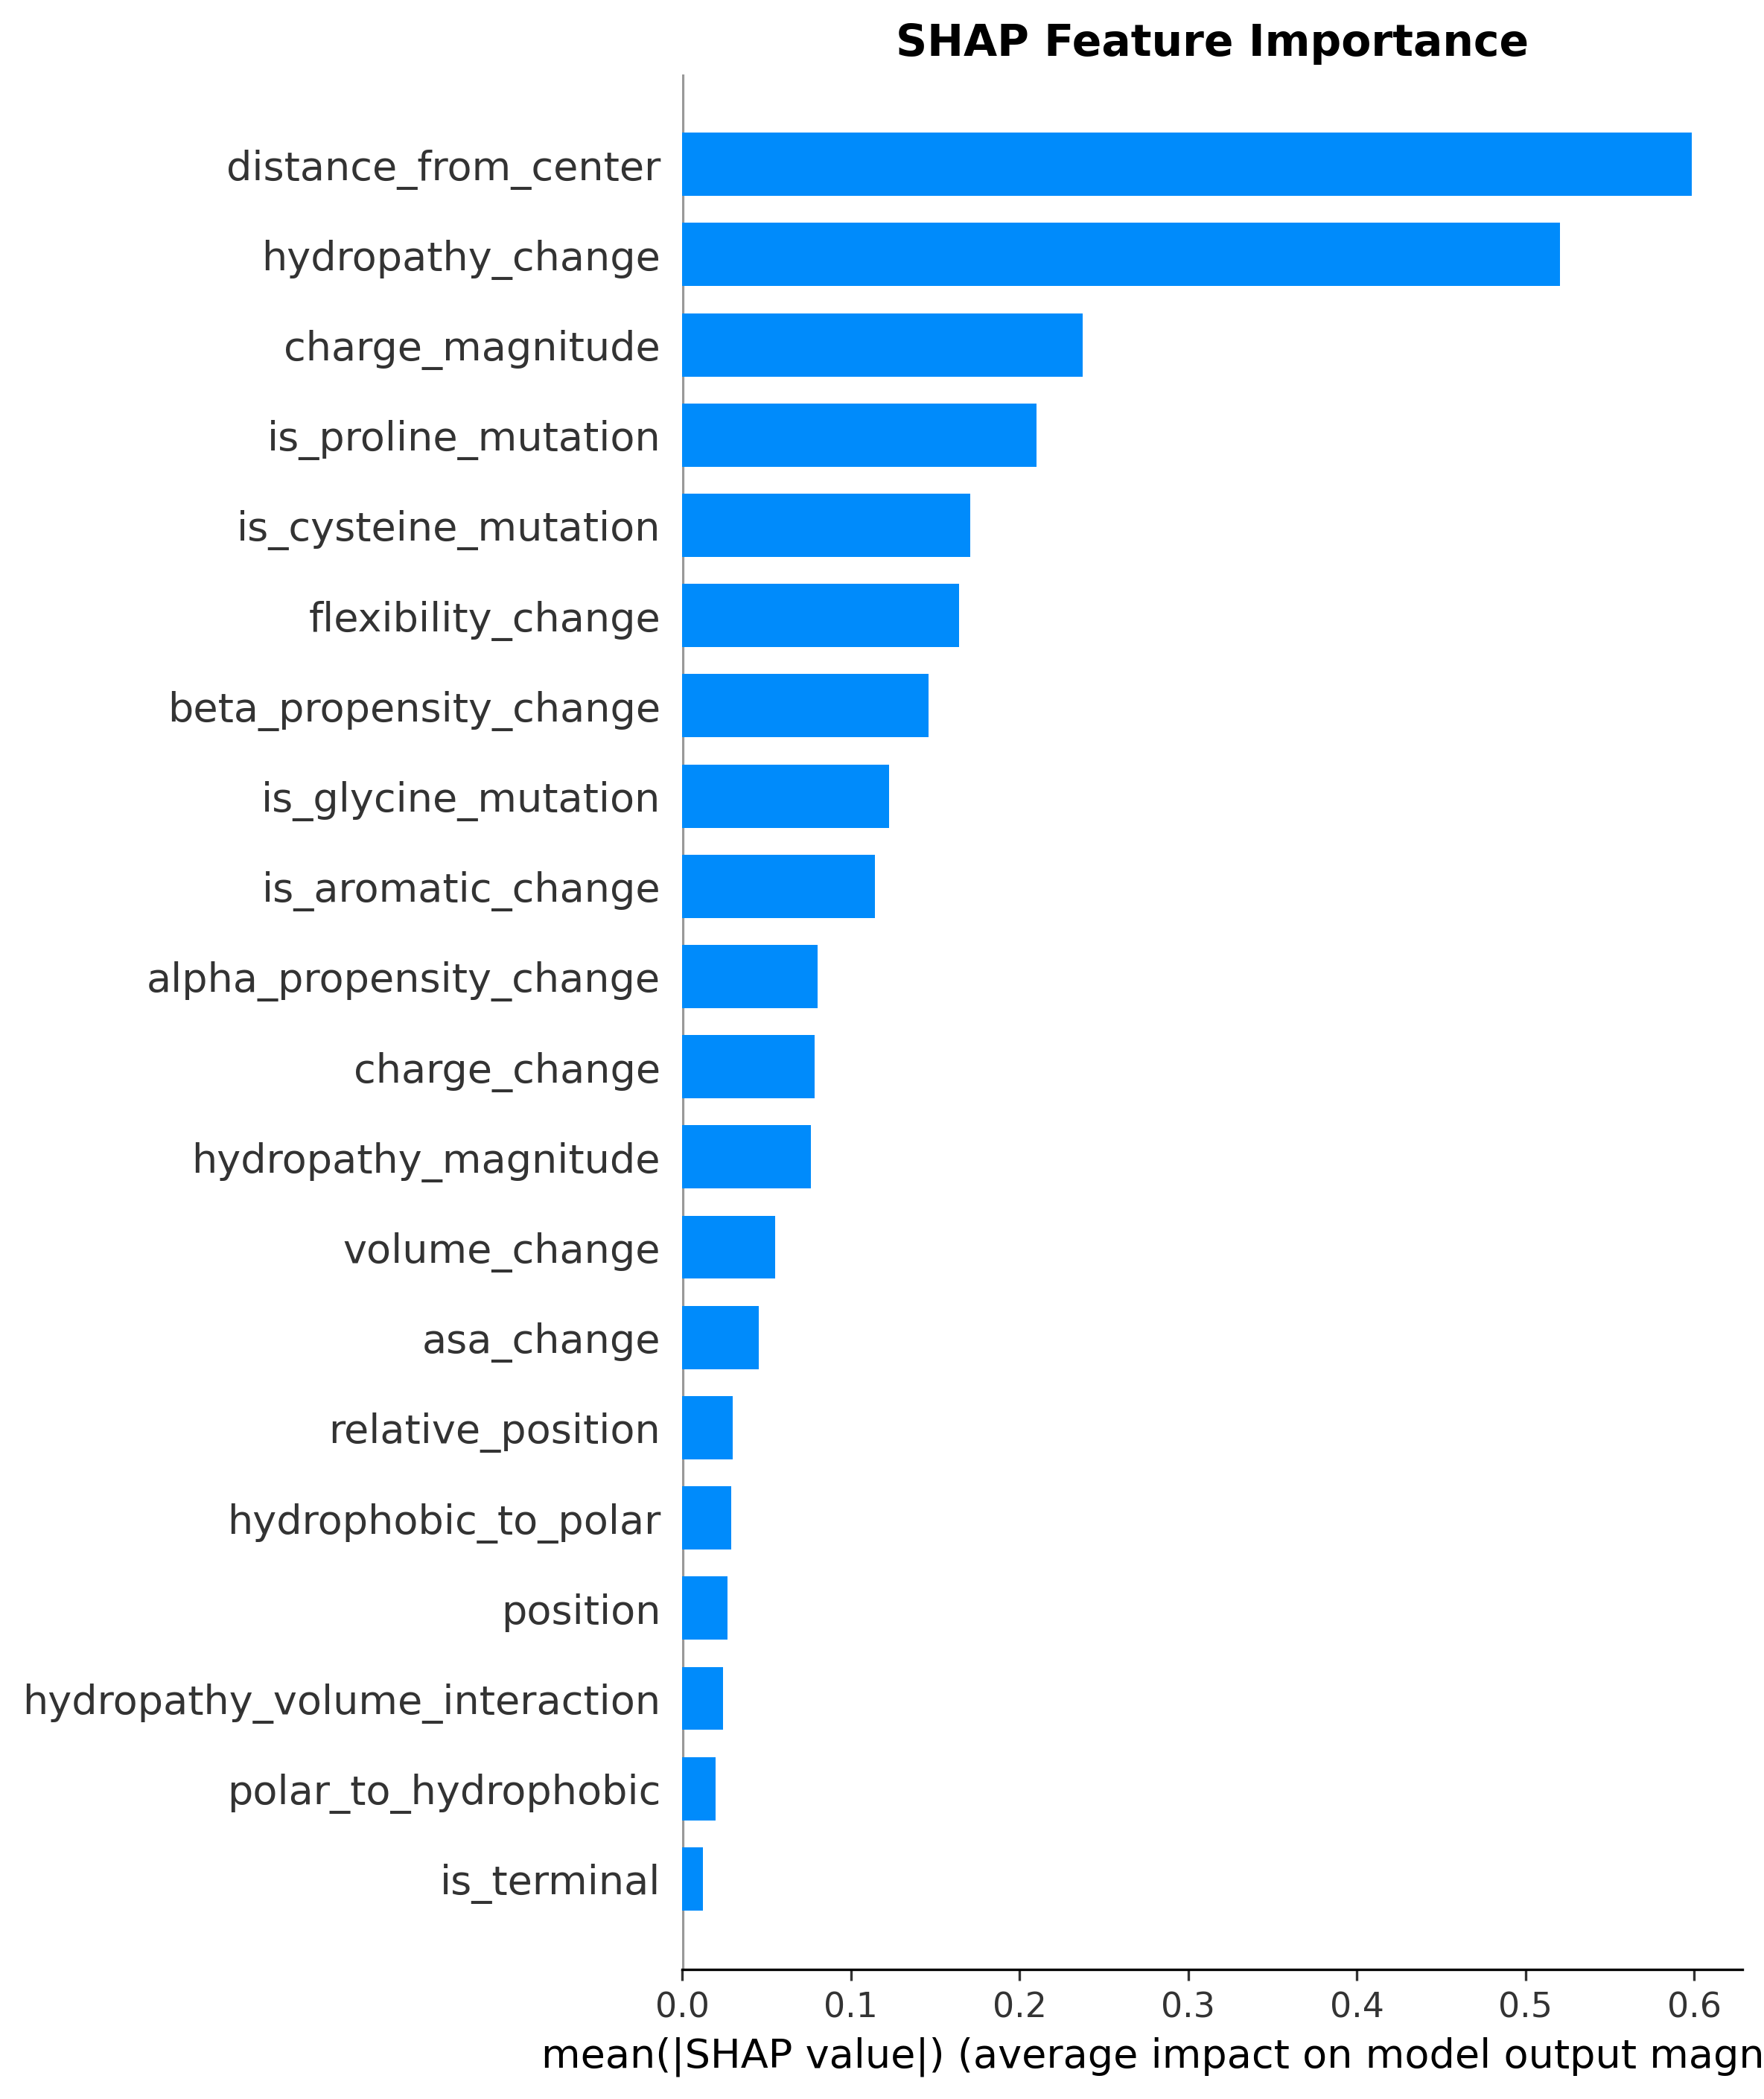 SHAP Feature Importance
distance_from_center
hydropathy_change
charge_magnitude
is_proline_mutation
is_cysteine_mutation
flexibility_change
beta_propensity_change
is_glycine_mutation
is_aromatic_change
alpha_propensity_change
charge_change
hydropathy_magnitude
volume_change
asa_change
relative_position
hydrophobic_to_polar
position
hydropathy_volume_interaction
polar_to_hydrophobic
is_terminal
0.0 0.1 0.2 0.3 0.4 0.5 0.6
mean(|SHAP value|) (average impact on model output magn